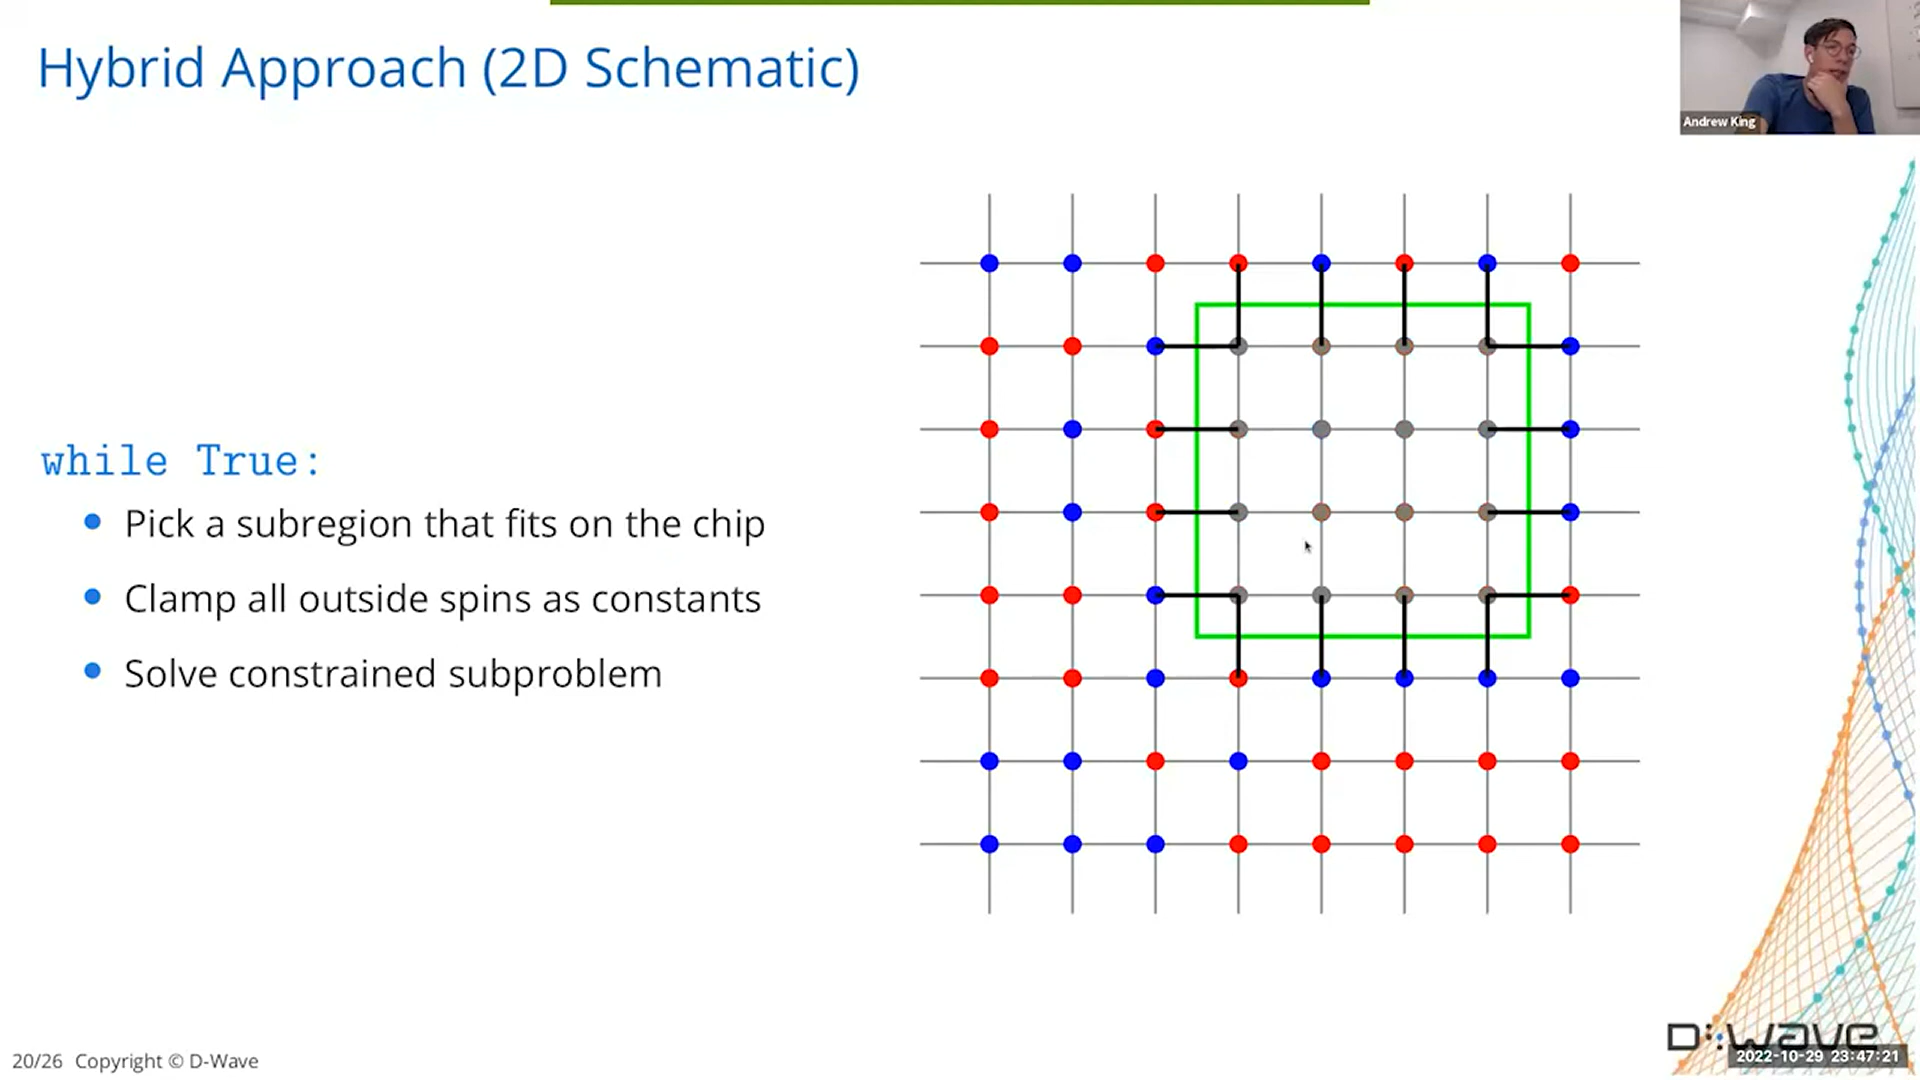 Hybrid Approach (2D Schematic)
Andrew King
while True:
Pick a subregion that fits on the chip
Clamp all outside spins as constants
Solve constrained subproblem
20/26 Copyright © D-Wave
D:wave
2022-10-29 23:47:21